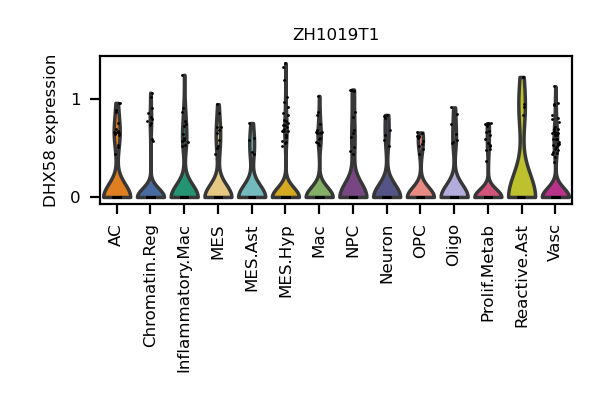 ZH1019T1
DHX58 expression
1
0
AC
Chromatin.Reg
Inflammatory.Mac
MES
MES.Ast
MES.Hyp
Mac
NPC
Neuron
OPC
Oligo
Prolif.Metab
Reactive.Ast
Vasc